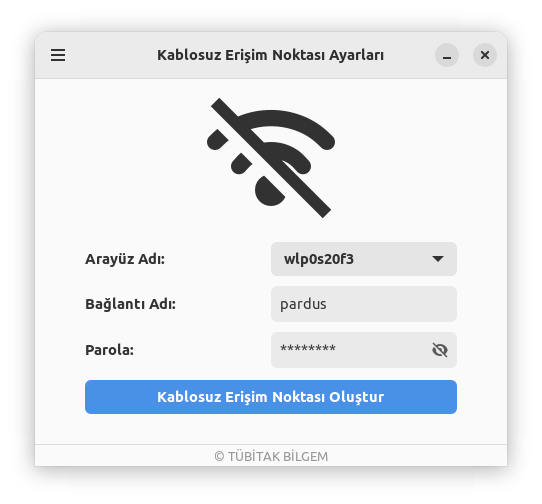 Kablosuz Erişim Noktası Ayarları
Arayüz Adı:
wlp0s20f3
Bağlantı Adı:
pardus
Parola:
********
Kablosuz Erişim Noktası Oluştur
© TÜBİTAK BİLGEM